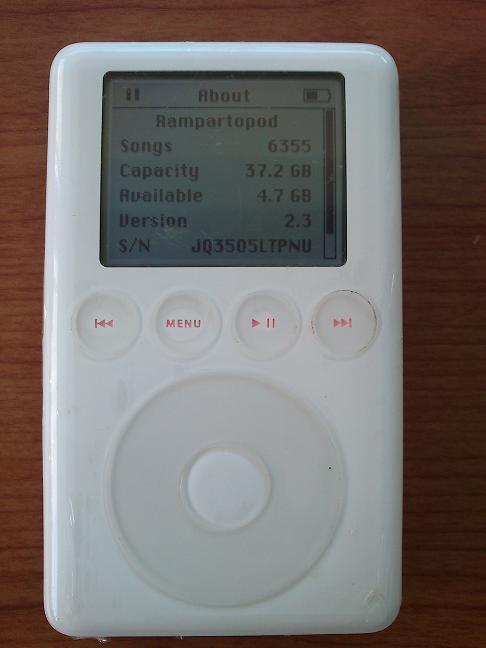 About
Rampartopod
Songs 6355
Capacity 37.2 GB
Available 4.7 GB
Version 2.3
S/N JQ3505LTPNU
MENU